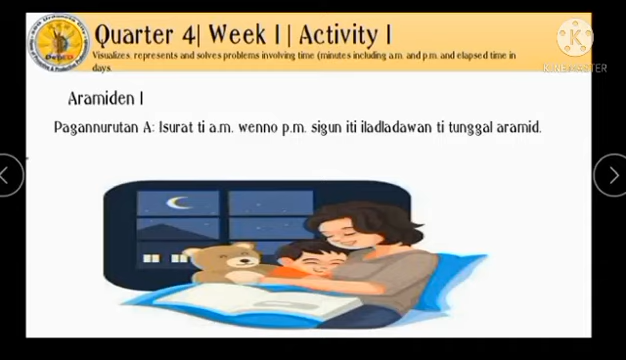 Quarter 4| Week 1 | Activity 1
Visualizes, represents and solves problems involving time (minutes including a.m. and p.m. and elapsed time in
days.
KINEMASTER
Aramiden 1
Pagannurutan A: Isurat ti a.m. wenno p.m. sigun iti iladladawan ti tunggal aramid.